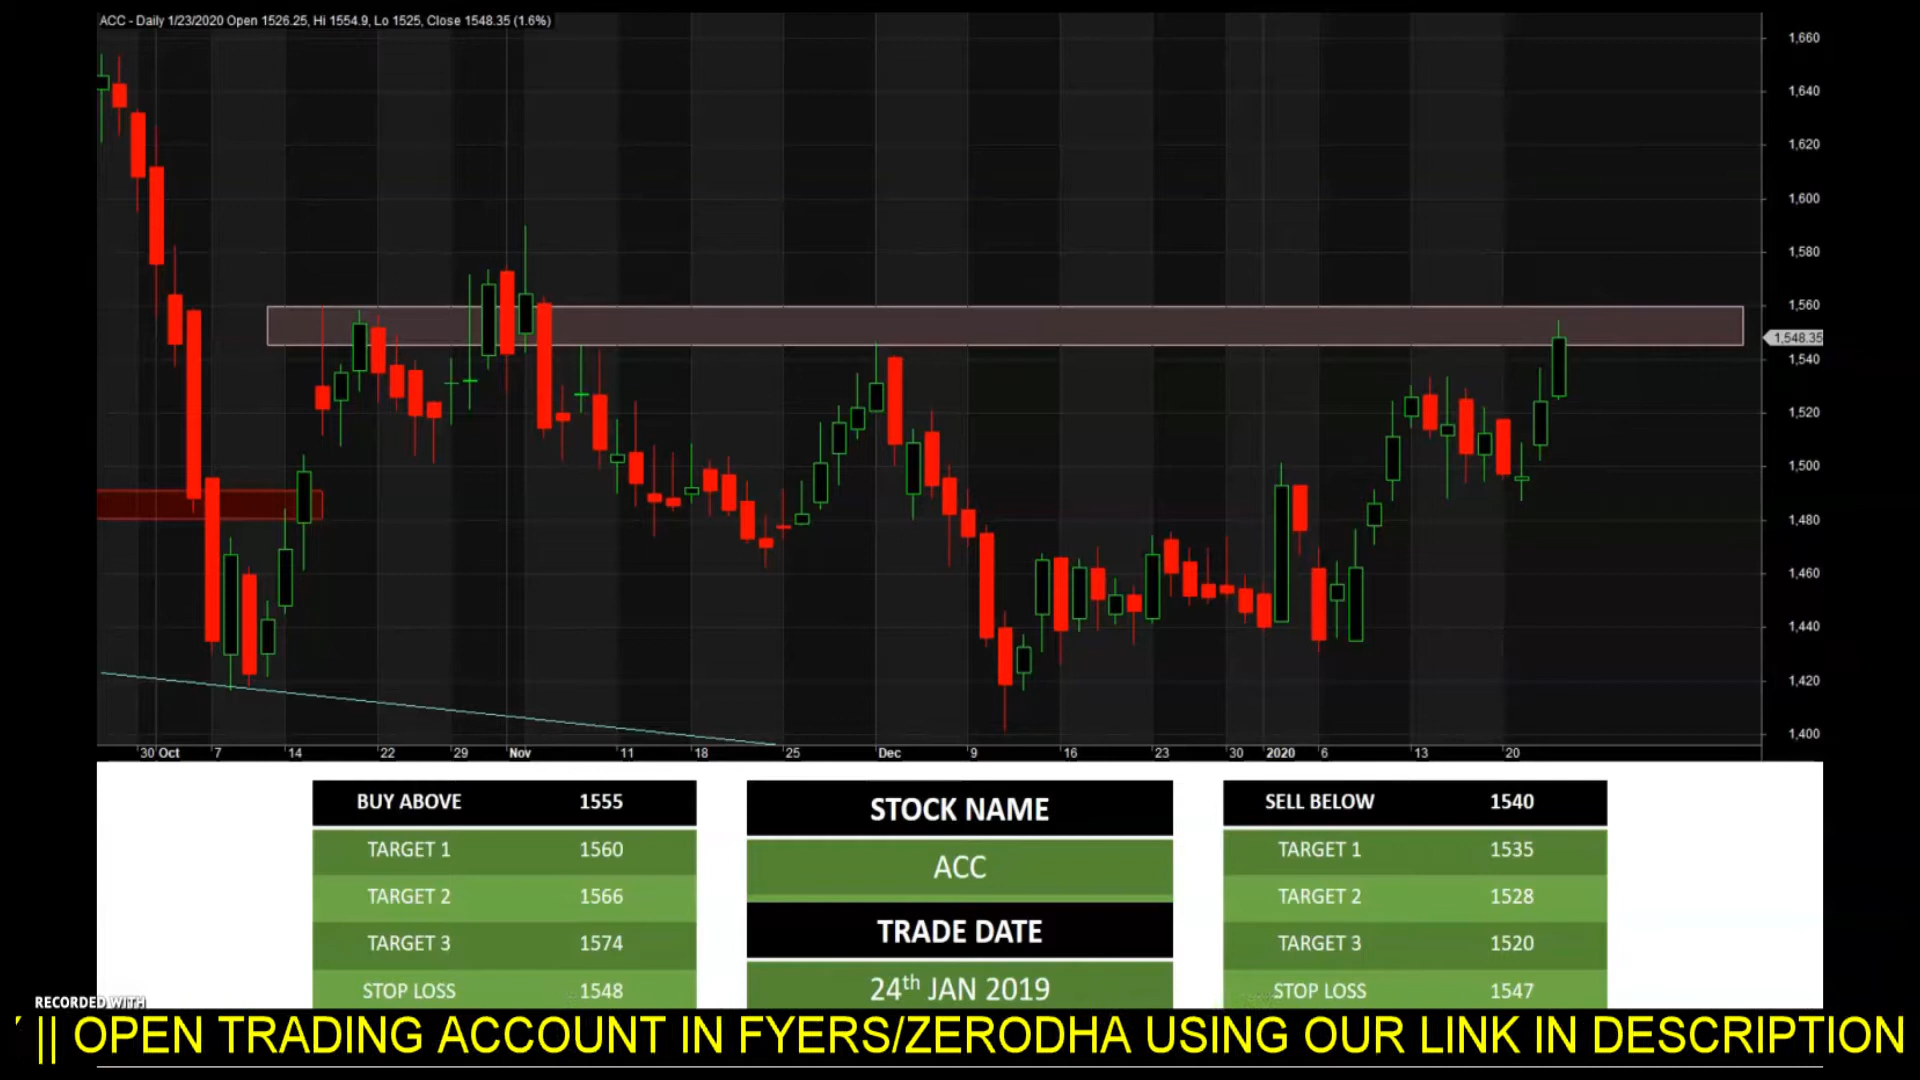 ACC - Daily 1/23/2020 Open 1526.25, Hi 1554.9, Lo 1525, Close 1548.35 (1.6%)
1,660
1,640
1,620
1,600
1,580
1,560
1,548.35
1,540
1,520
1,500
1,480
1,460
1,440
1,420
1,400
30 Oct 7 14 22 29 Nov 11 18 25 Dec 9 16 23 30 2020 6 13 20
BUY ABOVE 1555
TARGET 1 1560
TARGET 2 1566
TARGET 3 1574
STOP LOSS 1548
STOCK NAME
ACC
TRADE DATE
24th JAN 2019
SELL BELOW 1540
TARGET 1 1535
TARGET 2 1528
TARGET 3 1520
STOP LOSS 1547
RECORDED WITH
|| OPEN TRADING ACCOUNT IN FYERS/ZERODHA USING OUR LINK IN DESCRIPTION